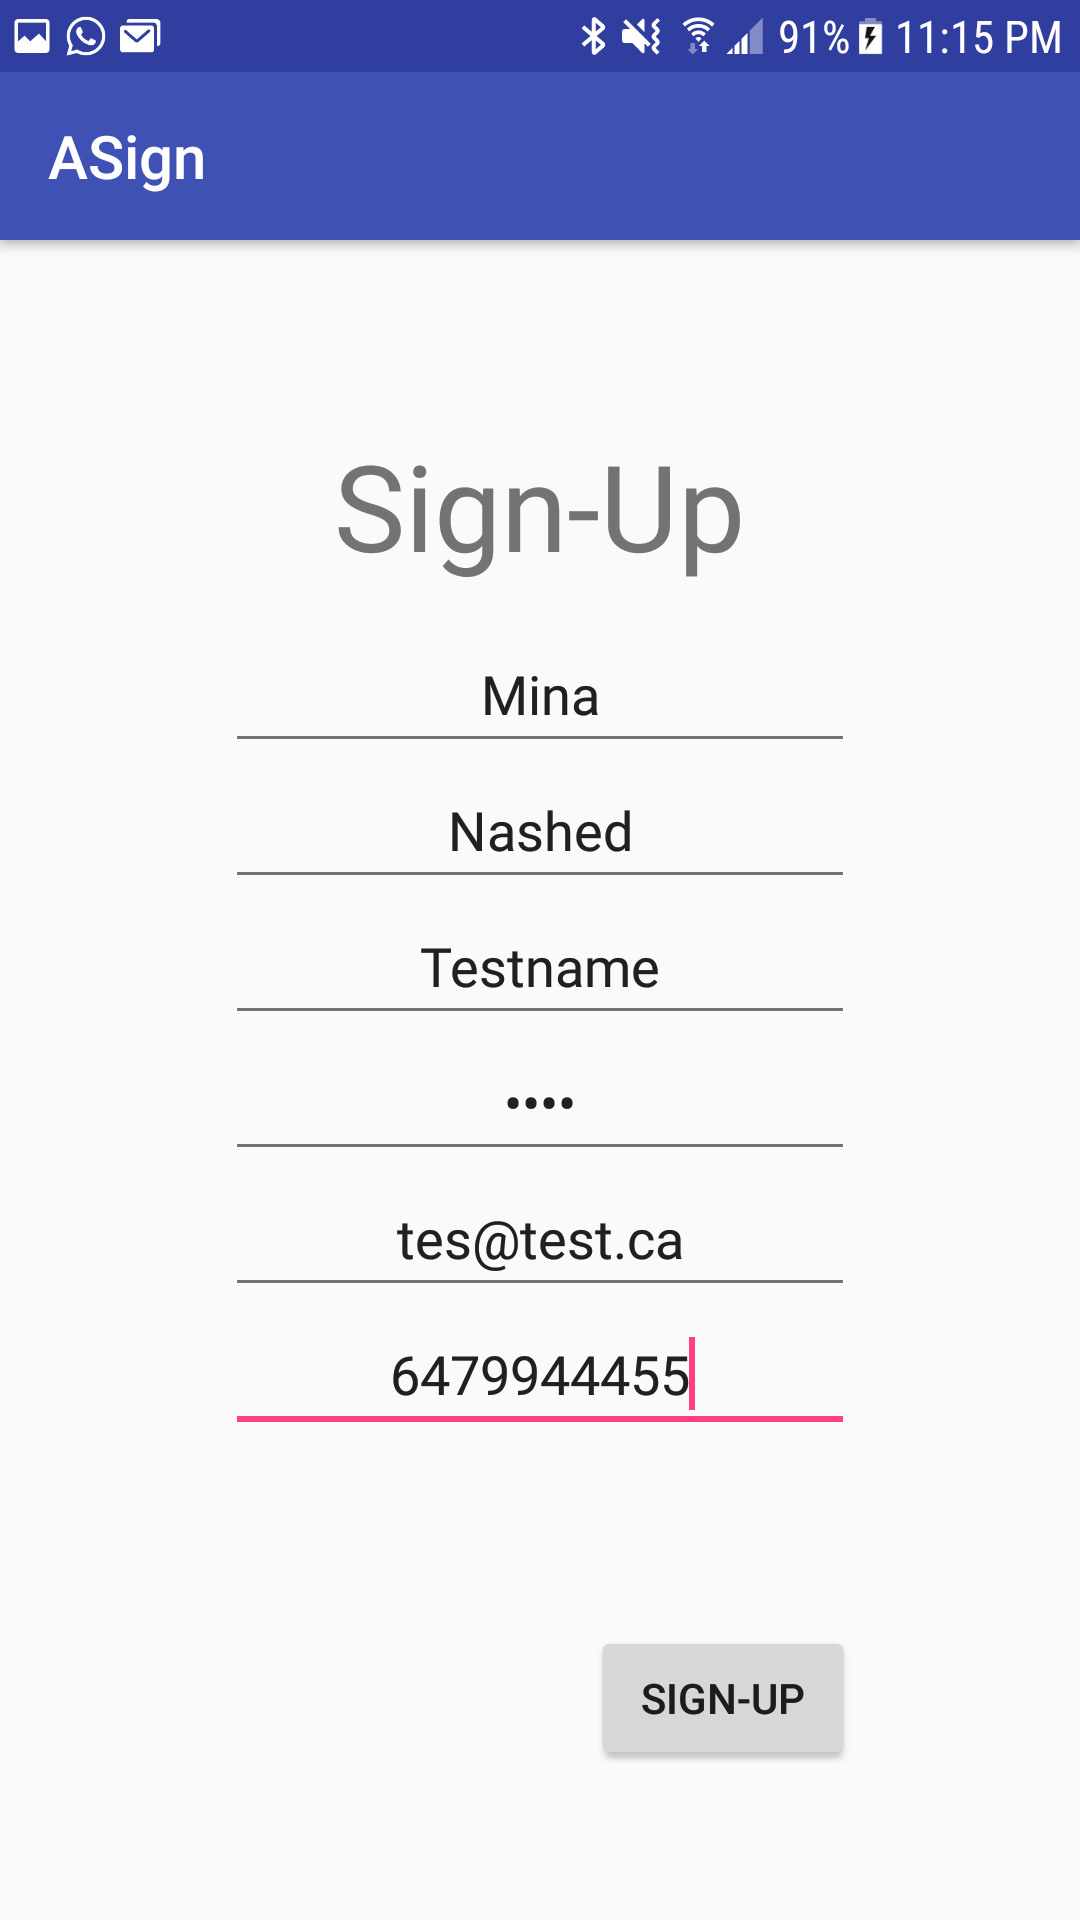 91% 11:15 PM
ASign
Sign-Up
Mina
Nashed
Testname
••••
tes@test.ca
6479944455
SIGN-UP